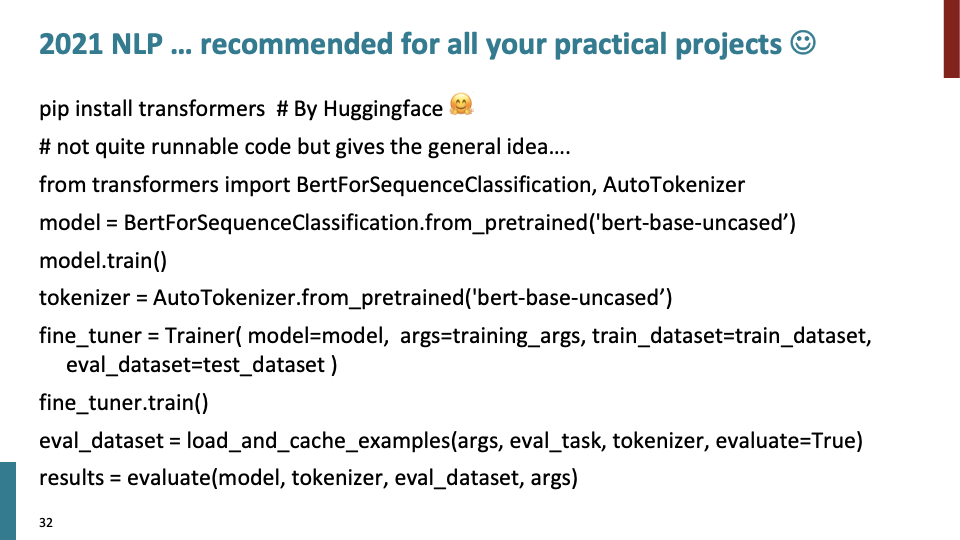 2021 NLP … recommended for all your practical projects ☺
pip install transformers  # By Huggingface 🤗
# not quite runnable code but gives the general idea….
from transformers import BertForSequenceClassification, AutoTokenizer
model = BertForSequenceClassification.from_pretrained('bert-base-uncased’)
model.train()
tokenizer = AutoTokenizer.from_pretrained('bert-base-uncased’)
fine_tuner = Trainer( model=model,  args=training_args, train_dataset=train_dataset,
eval_dataset=test_dataset )
fine_tuner.train()
eval_dataset = load_and_cache_examples(args, eval_task, tokenizer, evaluate=True)
results = evaluate(model, tokenizer, eval_dataset, args)
32